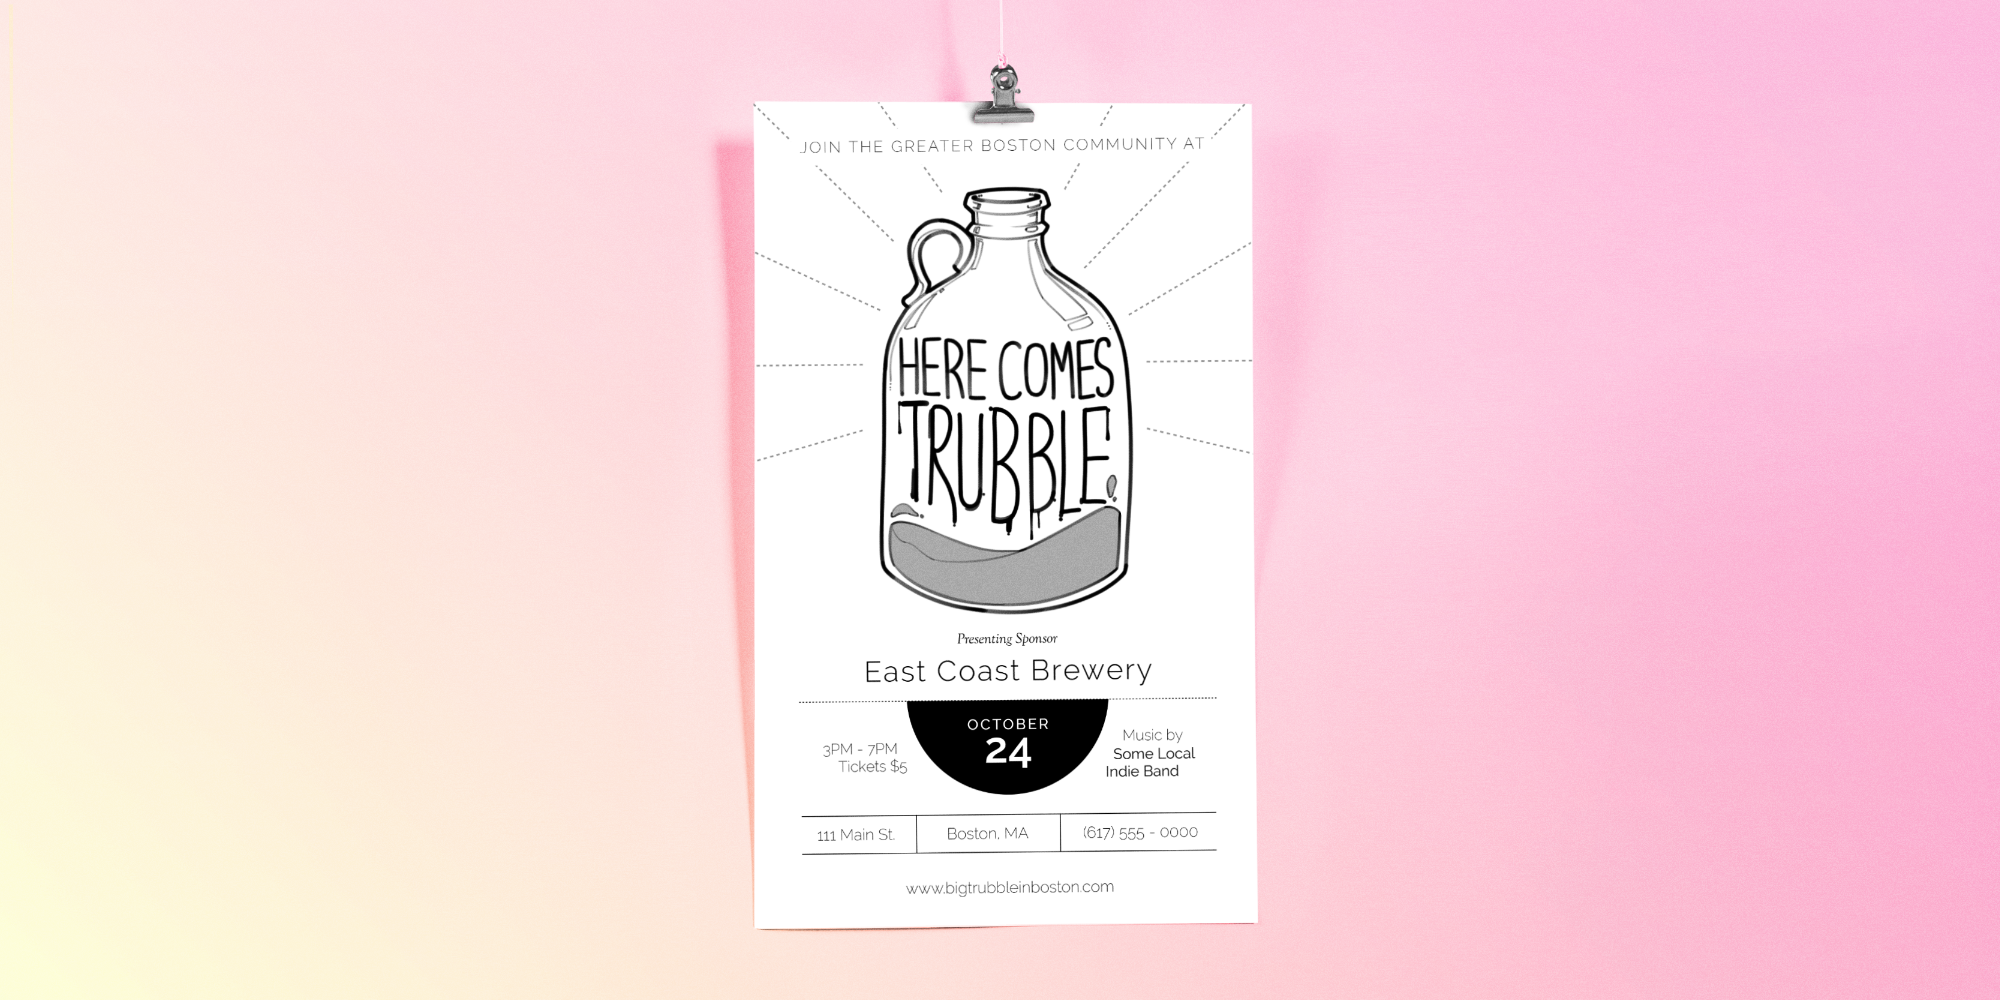 JOIN THE GREATER BOSTON COMMUNITY AT
HERE COMES
TRUBBLE
Presenting Sponsor
East Coast Brewery
OCTOBER
24
3PM - 7PM
Tickets $5
Music by
Some Local
Indie Band
111 Main St.
Boston, MA
(617) 555 - 0000
www.bigtrubbleinboston.com